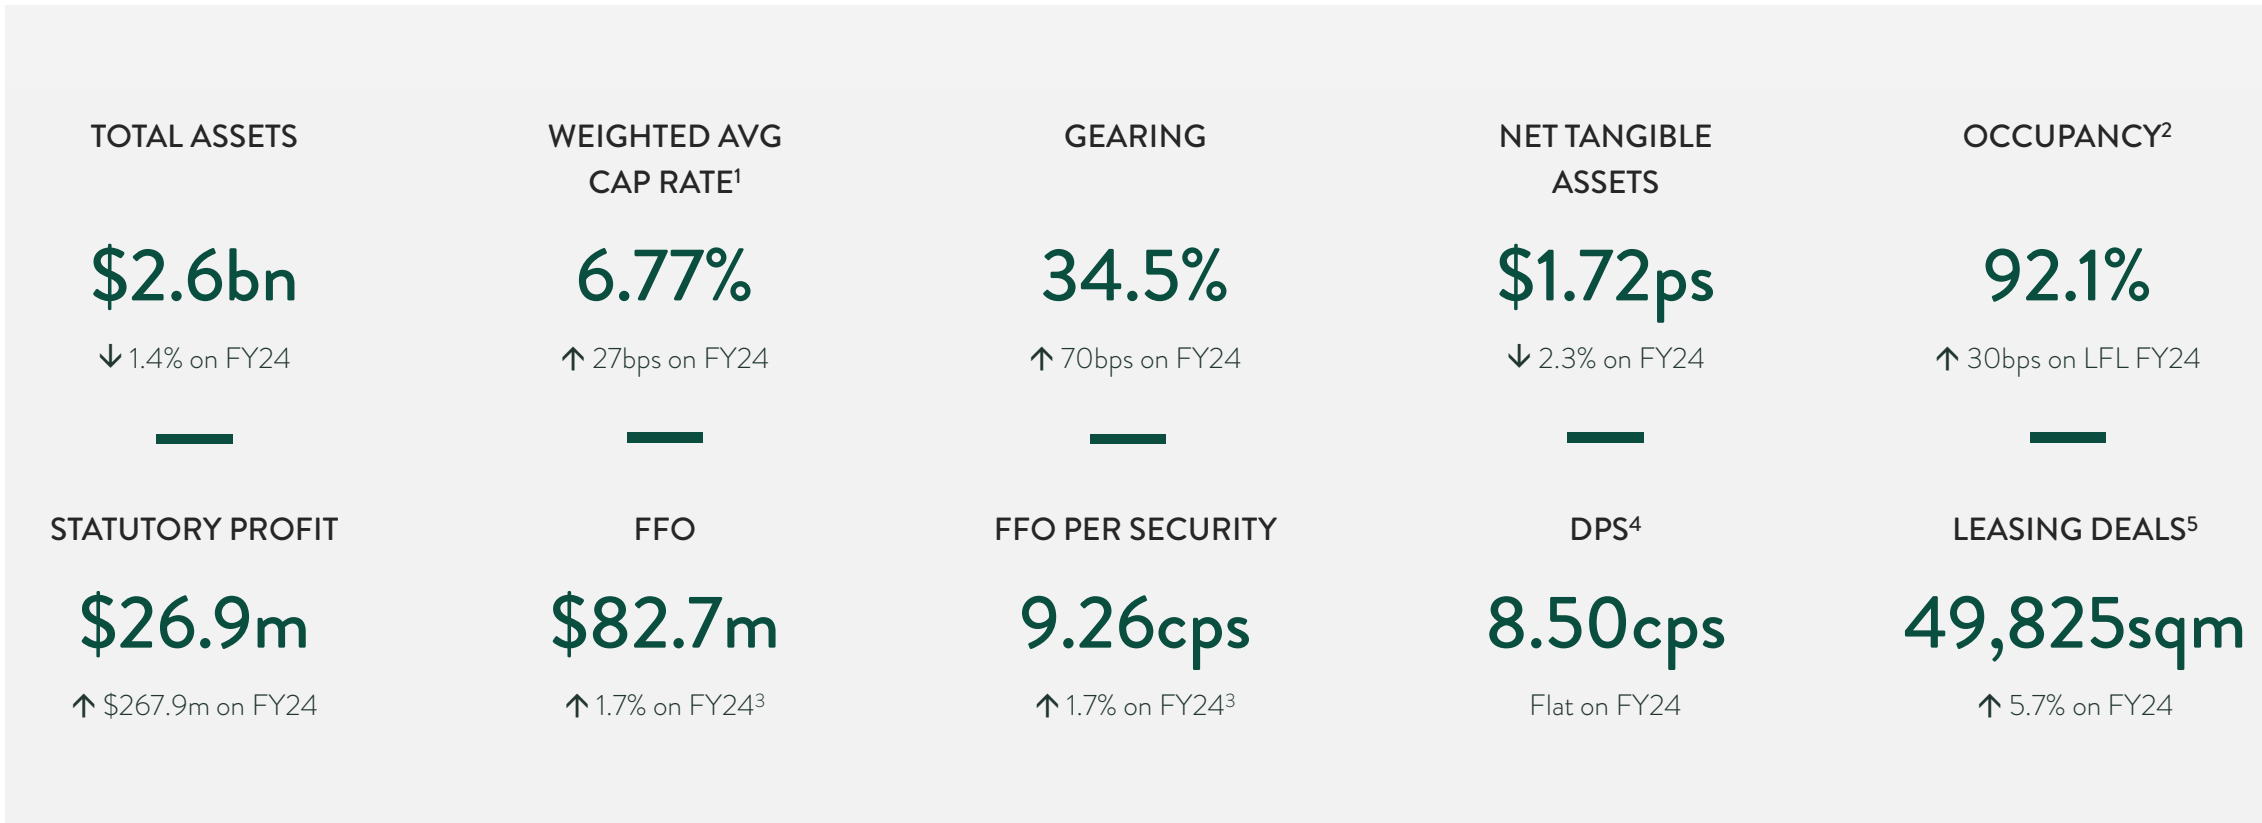 TOTAL ASSETS
$2.6bn
↓ 1.4% on FY24
WEIGHTED AVG
CAP RATE¹
6.77%
↑ 27bps on FY24
GEARING
34.5%
↑ 70bps on FY24
NET TANGIBLE
ASSETS
$1.72ps
↓ 2.3% on FY24
OCCUPANCY²
92.1%
↑ 30bps on LFL FY24
STATUTORY PROFIT
$26.9m
↑ $267.9m on FY24
FFO
$82.7m
↑ 1.7% on FY24³
FFO PER SECURITY
9.26cps
↑ 1.7% on FY24³
DPS⁴
8.50cps
Flat on FY24
LEASING DEALS⁵
49,825sqm
↑ 5.7% on FY24